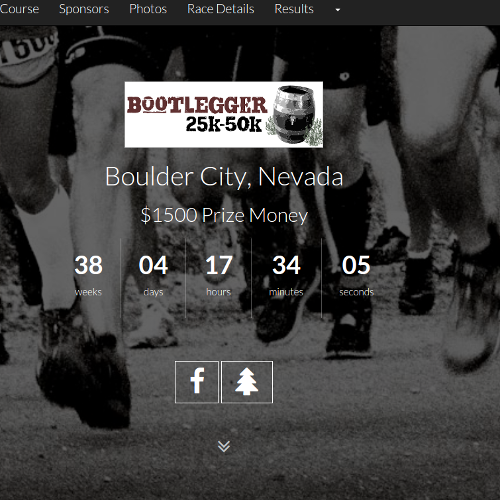 Course Sponsors Photos Race Details Results
BOOTLEGGER
25k-50k
Boulder City, Nevada
$1500 Prize Money
38 04 17 34 05
weeks days hours minutes seconds